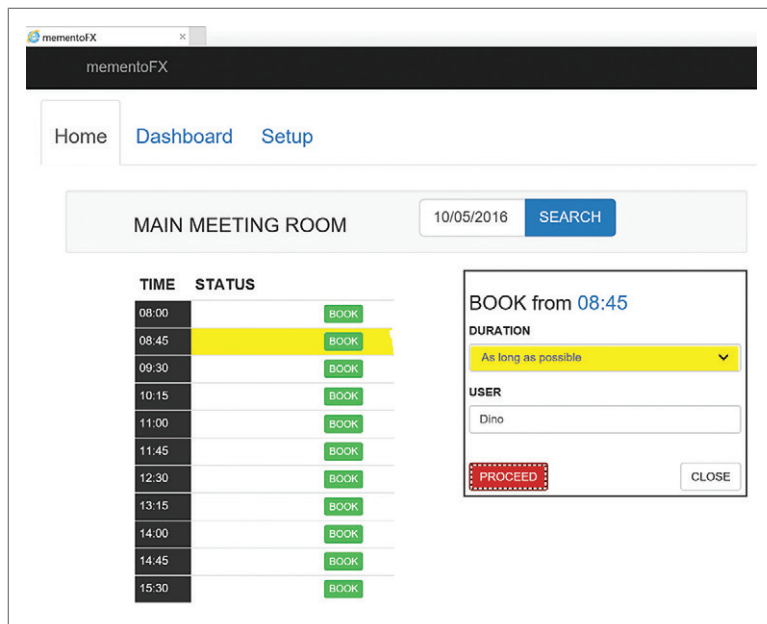 mementoFX ×
mementoFX
Home Dashboard Setup
MAIN MEETING ROOM 10/05/2016 SEARCH
TIME STATUS
08:00 BOOK
08:45 BOOK
09:30 BOOK
10:15 BOOK
11:00 BOOK
11:45 BOOK
12:30 BOOK
13:15 BOOK
14:00 BOOK
14:45 BOOK
15:30 BOOK
BOOK from 08:45
DURATION
As long as possible
USER
Dino
PROCEED CLOSE